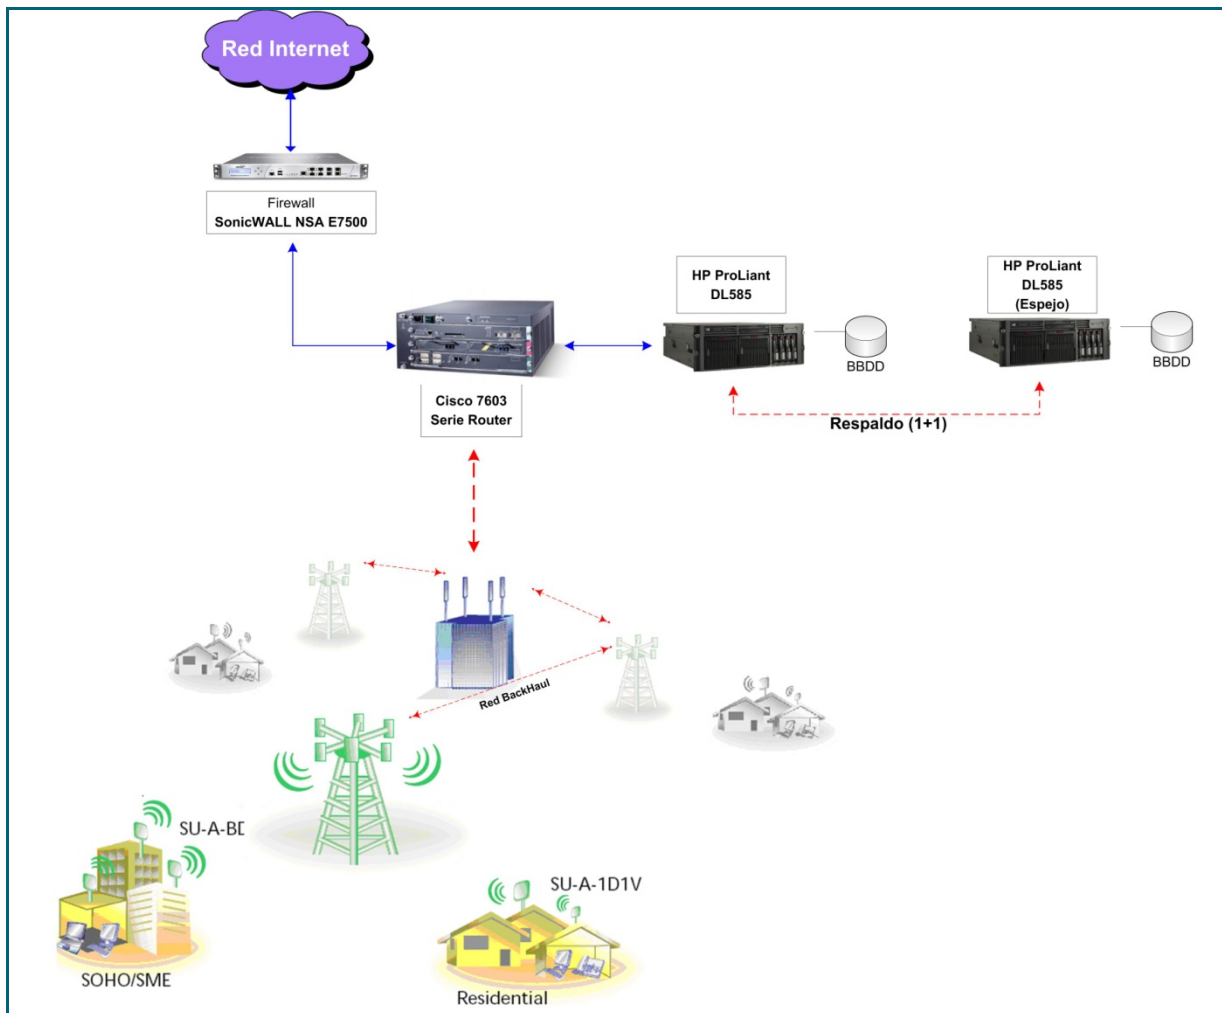 Red Internet
Firewall
SonicWALL NSA E7500
HP ProLiant
DL585
HP ProLiant
DL585
(Espejo)
BBDD
BBDD
Cisco 7603
Serie Router
Respaldo (1+1)
Red BackHaul
SU-A-BD
SU-A-1D1V
SOHO/SME
Residential